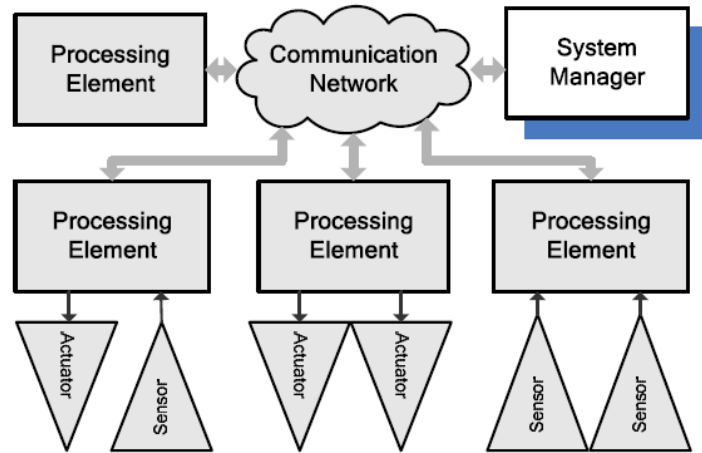 Processing
Element
Communication
Network
System
Manager
Processing
Element
Processing
Element
Processing
Element
Actuator
Sensor
Actuator
Actuator
Sensor
Sensor